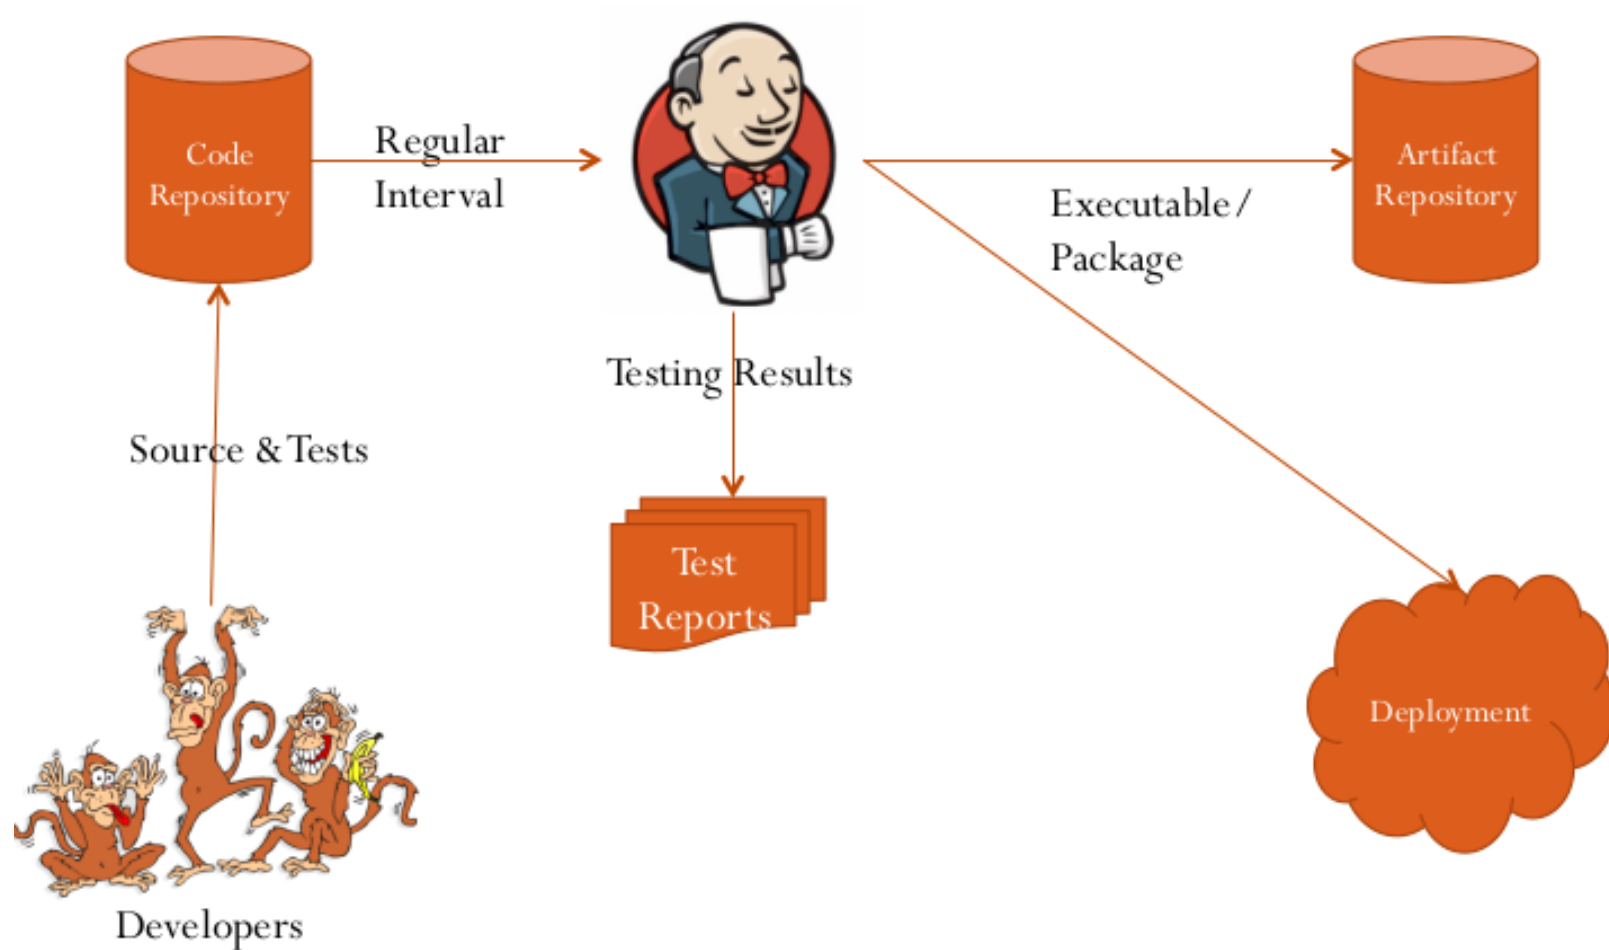 Code
Repository
Regular
Interval
Executable/
Package
Artifact
Repository
Testing Results
Source & Tests
Test
Reports
Deployment
Developers